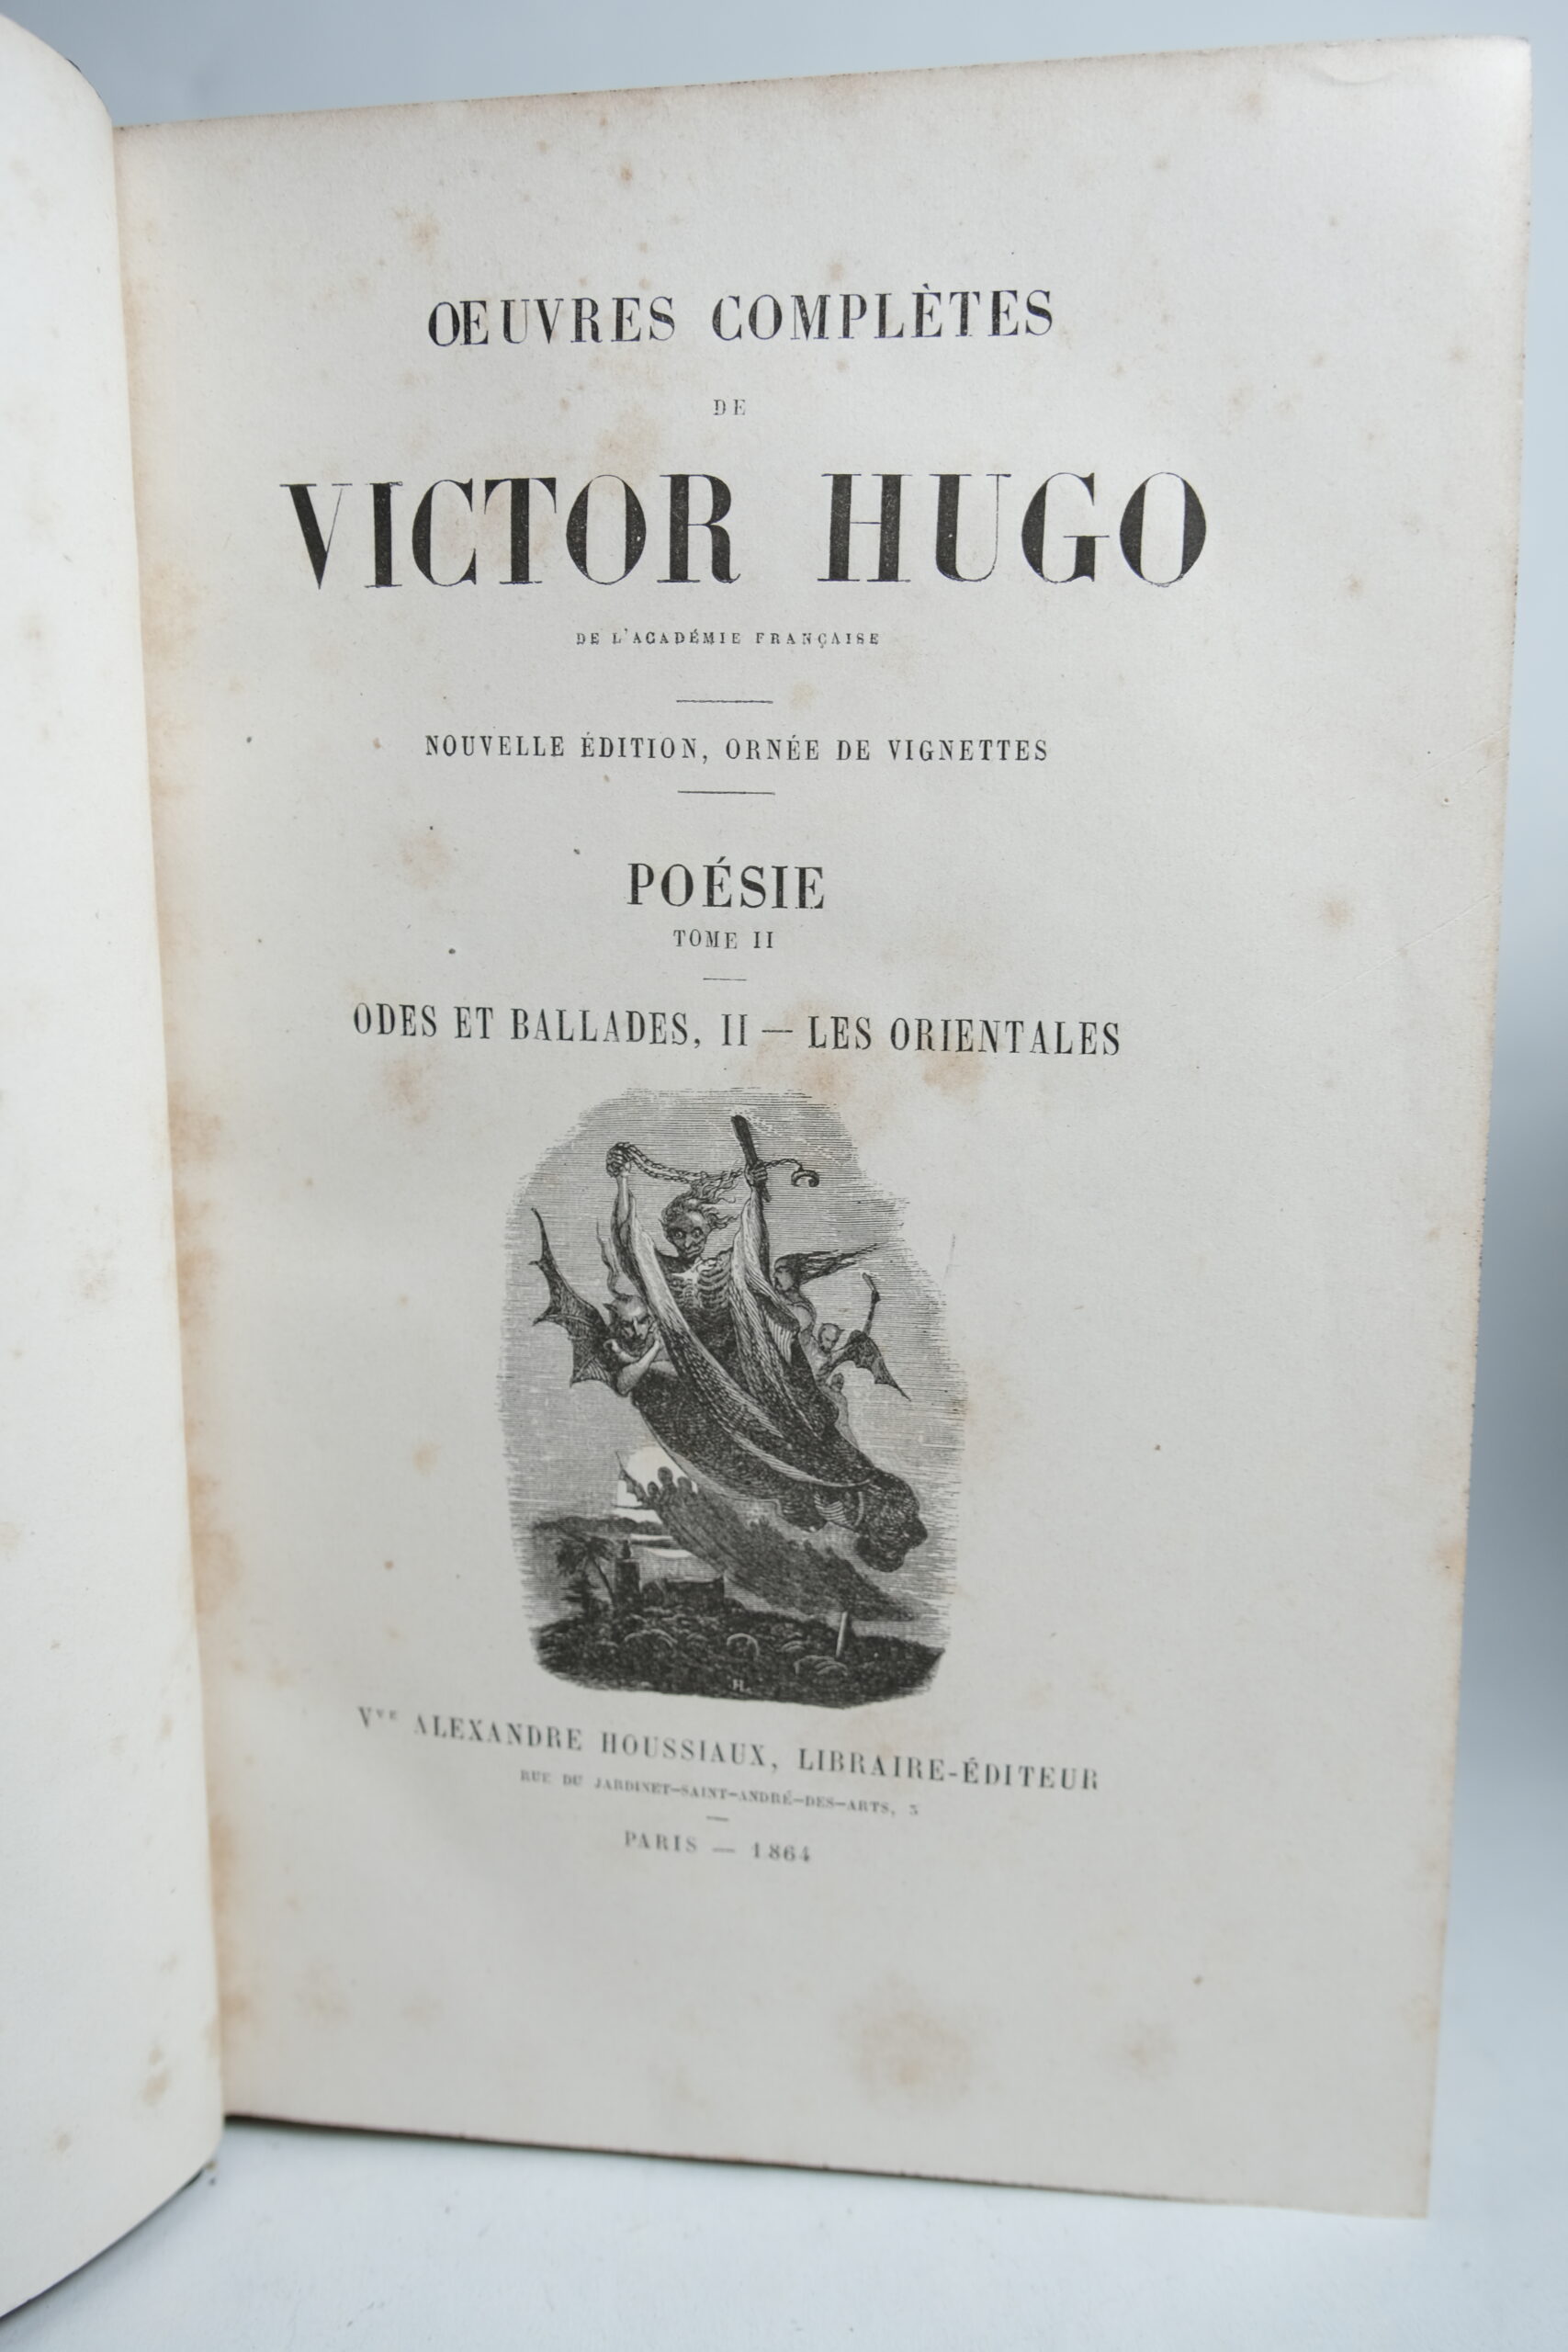 OEUVRES COMPLÈTES
DE
VICTOR HUGO
DE L'ACADÉMIE FRANÇAISE
NOUVELLE ÉDITION, ORNÉE DE VIGNETTES
POÉSIE
TOME II
ODES ET BALLADES, II — LES ORIENTALES
H.
Vve ALEXANDRE HOUSSIAUX, LIBRAIRE-ÉDITEUR
RUE DU JARDINET-SAINT-ANDRÉ-DES-ARTS, 3
PARIS — 1864